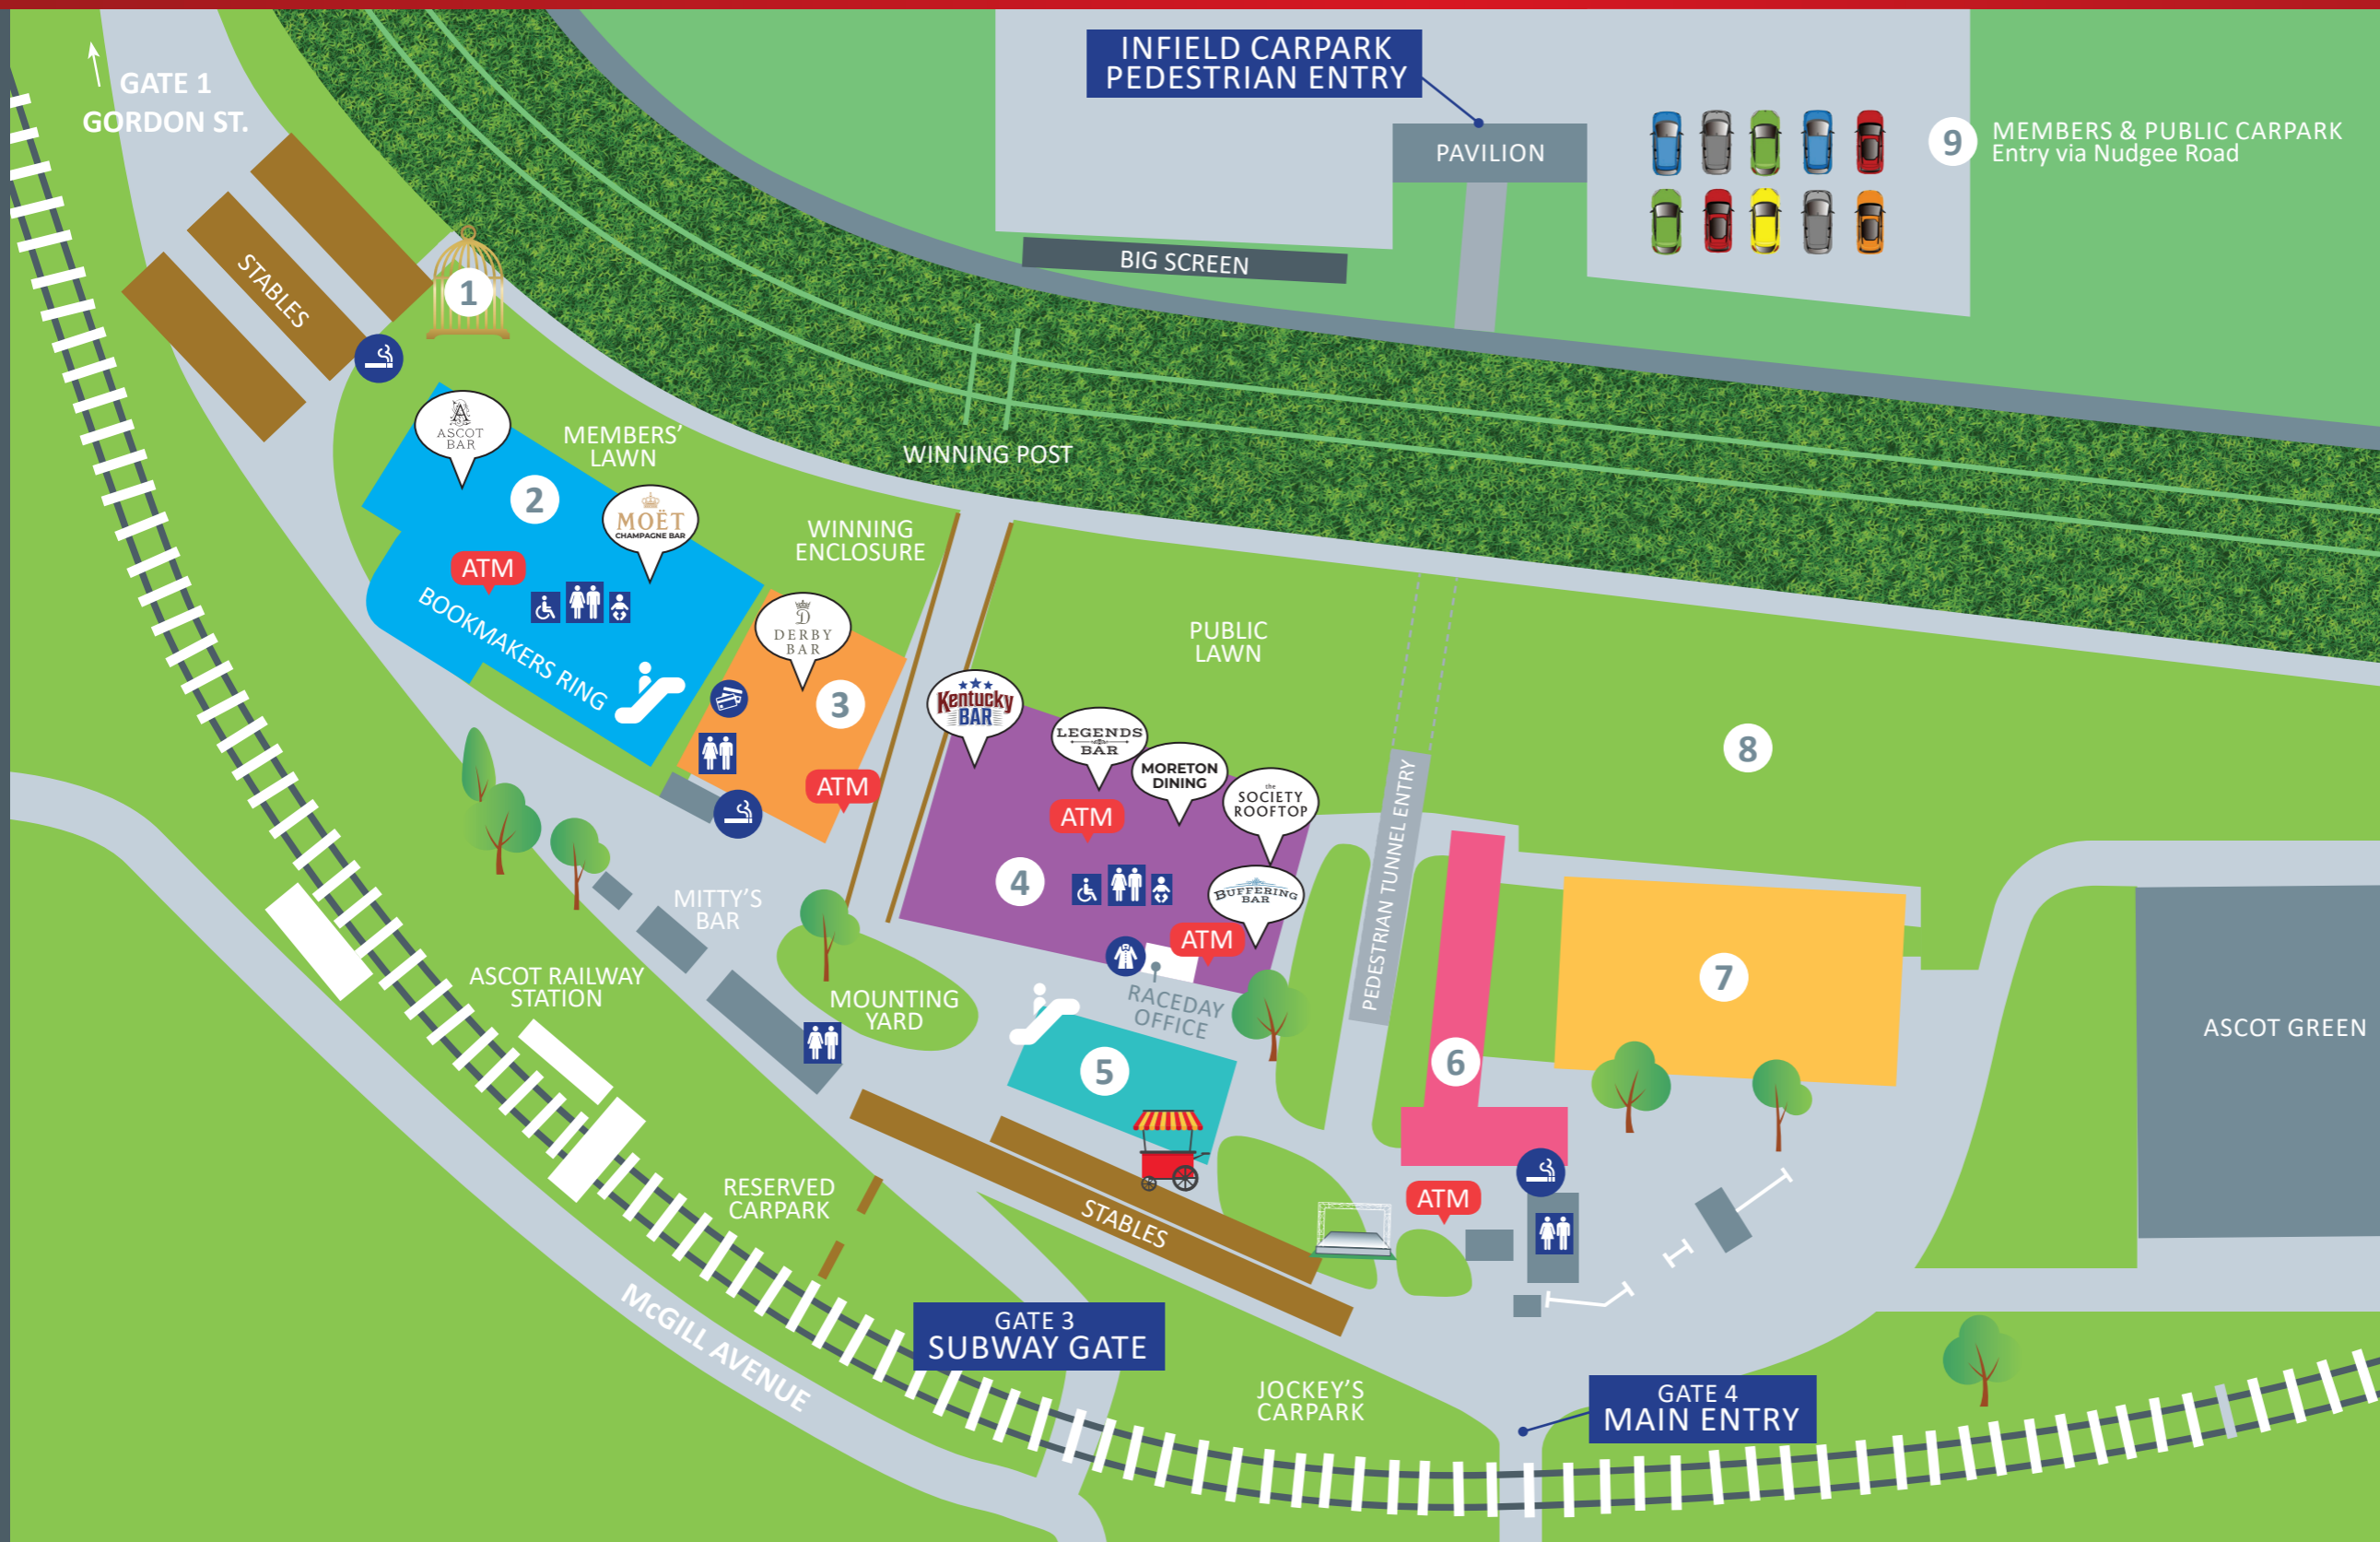 INFIELD CARPARK
PEDESTRIAN ENTRY
GATE 1
GORDON ST.
PAVILION
9
MEMBERS & PUBLIC CARPARK
Entry via Nudgee Road
BIG SCREEN
STABLES
1
A
ASCOT
BAR
MEMBERS'
LAWN
WINNING POST
2
MOËT
CHAMPAGNE BAR
WINNING
ENCLOSURE
ATM
BOOKMAKERS RING
D
DERBY
BAR
3
ATM
PUBLIC
LAWN
Kentucky
BAR
LEGENDS
BAR
MORETON
DINING
the
SOCIETY
ROOFTOP
ATM
4
BUFFERING
BAR
ATM
PEDESTRIAN TUNNEL ENTRY
8
MITTY'S
BAR
ASCOT RAILWAY
STATION
MOUNTING
YARD
RACEDAY
OFFICE
7
ASCOT GREEN
5
6
RESERVED
CARPARK
STABLES
ATM
McGILL AVENUE
GATE 3
SUBWAY GATE
JOCKEY'S
CARPARK
GATE 4
MAIN ENTRY